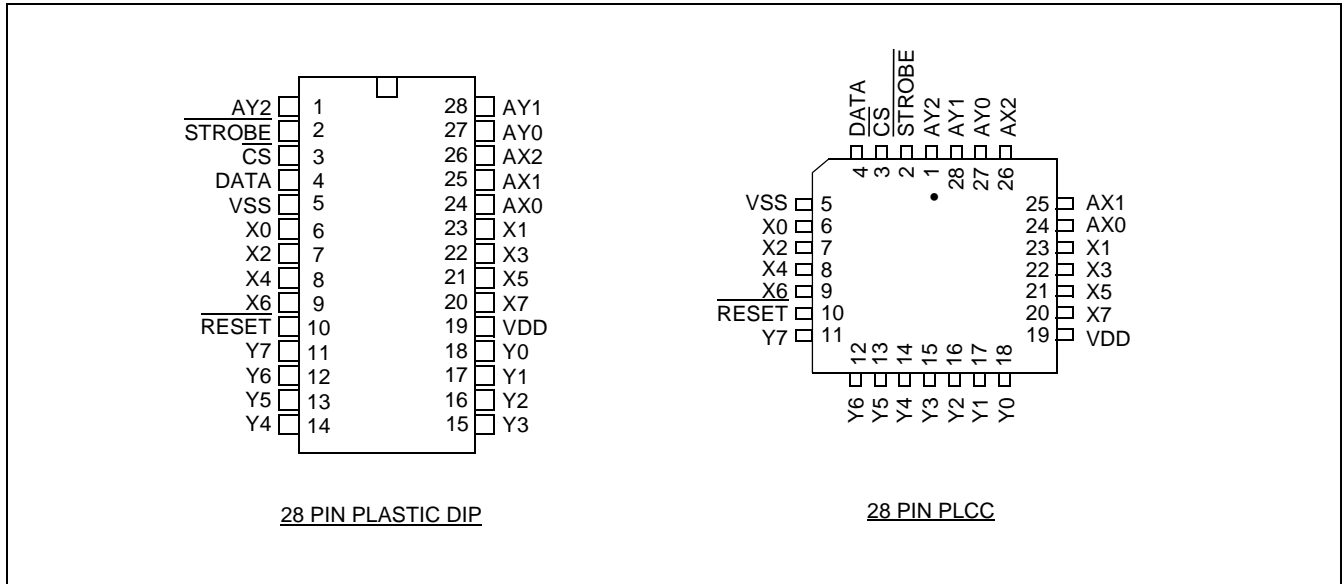 AY2 1 28 AY1
STROBE 2 27 AY0
CS 3 26 AX2
DATA 4 25 AX1
VSS 5 24 AX0
X0 6 23 X1
X2 7 22 X3
X4 8 21 X5
X6 9 20 X7
RESET 10 19 VDD
Y7 11 18 Y0
Y6 12 17 Y1
Y5 13 16 Y2
Y4 14 15 Y3
28 PIN PLASTIC DIP
DATA CS STROBE AY2 AY1 AY0 AX2
4 3 2 1 28 27 26
VSS 5 25 AX1
X0 6 24 AX0
X2 7 23 X1
X4 8 22 X3
X6 9 21 X5
RESET 10 20 X7
Y7 11 19 VDD
12 13 14 15 16 17 18
Y6 Y5 Y4 Y3 Y2 Y1 Y0
28 PIN PLCC